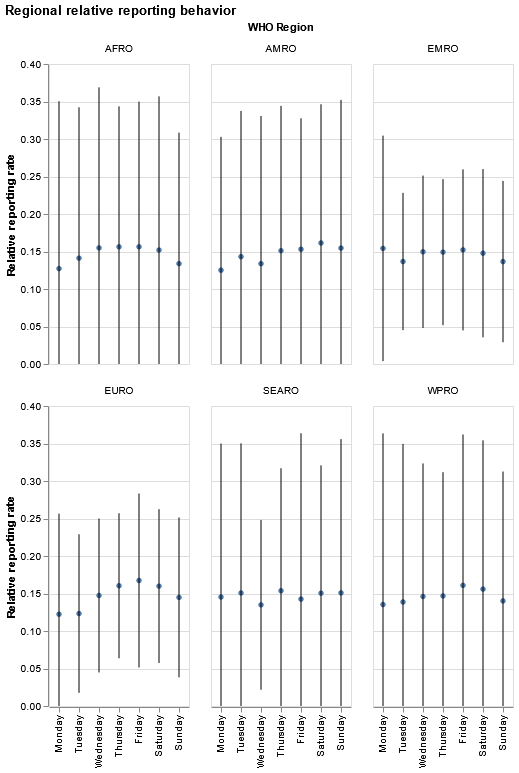 Regional relative reporting behavior
WHO Region
AFRO AMRO EMRO
Relative reporting rate
0.40
0.35
0.30
0.25
0.20
0.15
0.10
0.05
0.00
EURO SEARO WPRO
Relative reporting rate
0.40
0.35
0.30
0.25
0.20
0.15
0.10
0.05
0.00
Monday Tuesday Wednesday Thursday Friday Saturday Sunday Monday Tuesday Wednesday Thursday Friday Saturday Sunday Monday Tuesday Wednesday Thursday Friday Saturday Sunday